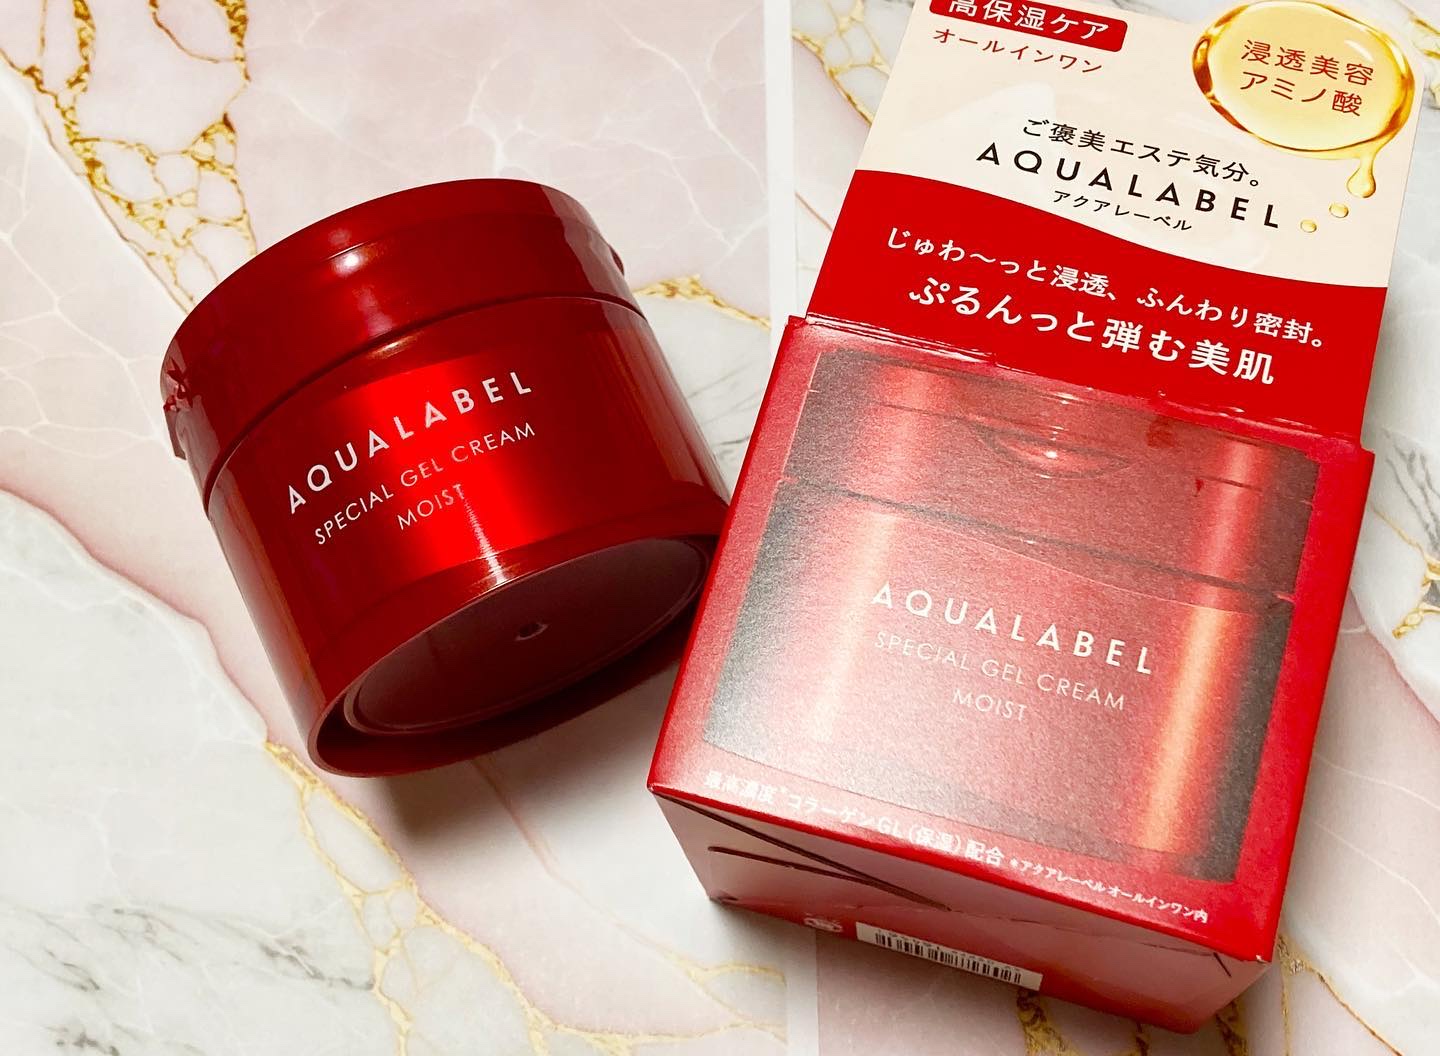 AQUALABEL
SPECIAL GEL CREAM
MOIST
高保湿ケア
オールインワン
浸透美容
アミノ酸
ご褒美エステ気分。
AQUALABEL
アクアレーベル
じゅわ〜っと浸透、ふんわり密封。
ぷるんっと弾む美肌
AQUALABEL
SPECIAL GEL CREAM
MOIST
最高濃度*コラーゲンGL(保湿)配合 *アクアレーベル オールインワン内